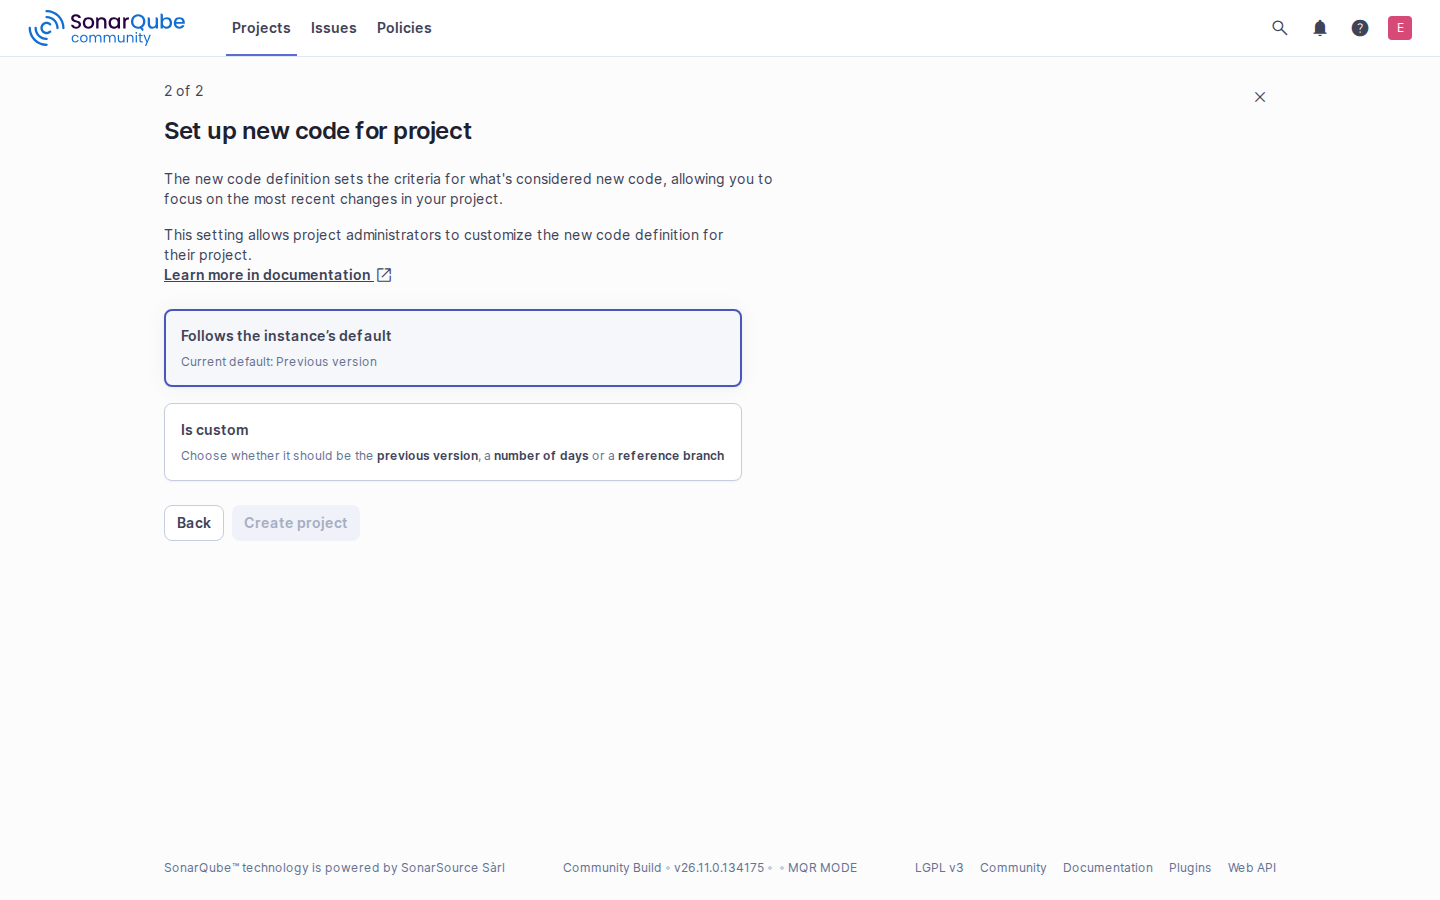 SonarQube
community
Projects
Issues
Policies
E
2 of 2
Set up new code for project
The new code definition sets the criteria for what's considered new code, allowing you to
focus on the most recent changes in your project.
This setting allows project administrators to customize the new code definition for
their project.
Learn more in documentation
Follows the instance’s default
Current default: Previous version
Is custom
Choose whether it should be the previous version, a number of days or a reference branch
Back
Create project
SonarQube™ technology is powered by SonarSource Sàrl
Community Build • v26.11.0.134175 • • MQR MODE
LGPL v3
Community
Documentation
Plugins
Web API